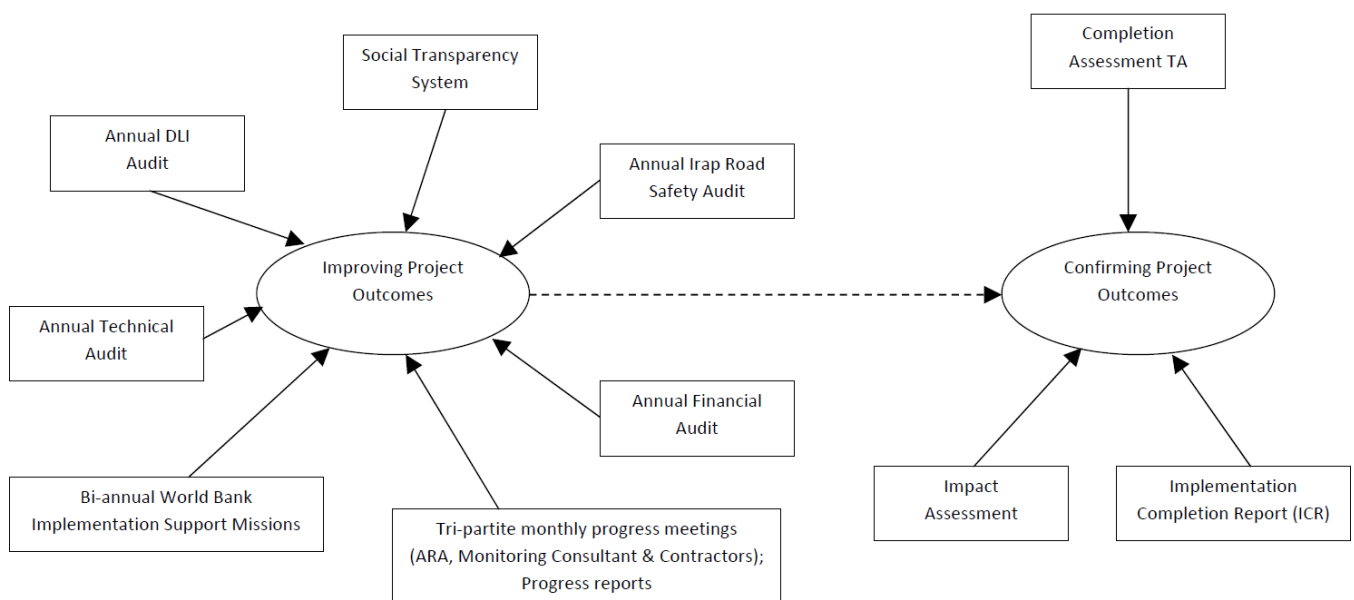 Completion
Assessment TA
Social Transparency
System
Annual DLI
Audit
Annual Irap Road
Safety Audit
Improving Project
Outcomes
Confirming Project
Outcomes
Annual Technical
Audit
Annual Financial
Audit
Bi-annual World Bank
Implementation Support Missions
Tri-partite monthly progress meetings
(ARA, Monitoring Consultant & Contractors);
Progress reports
Impact
Assessment
Implementation
Completion Report (ICR)